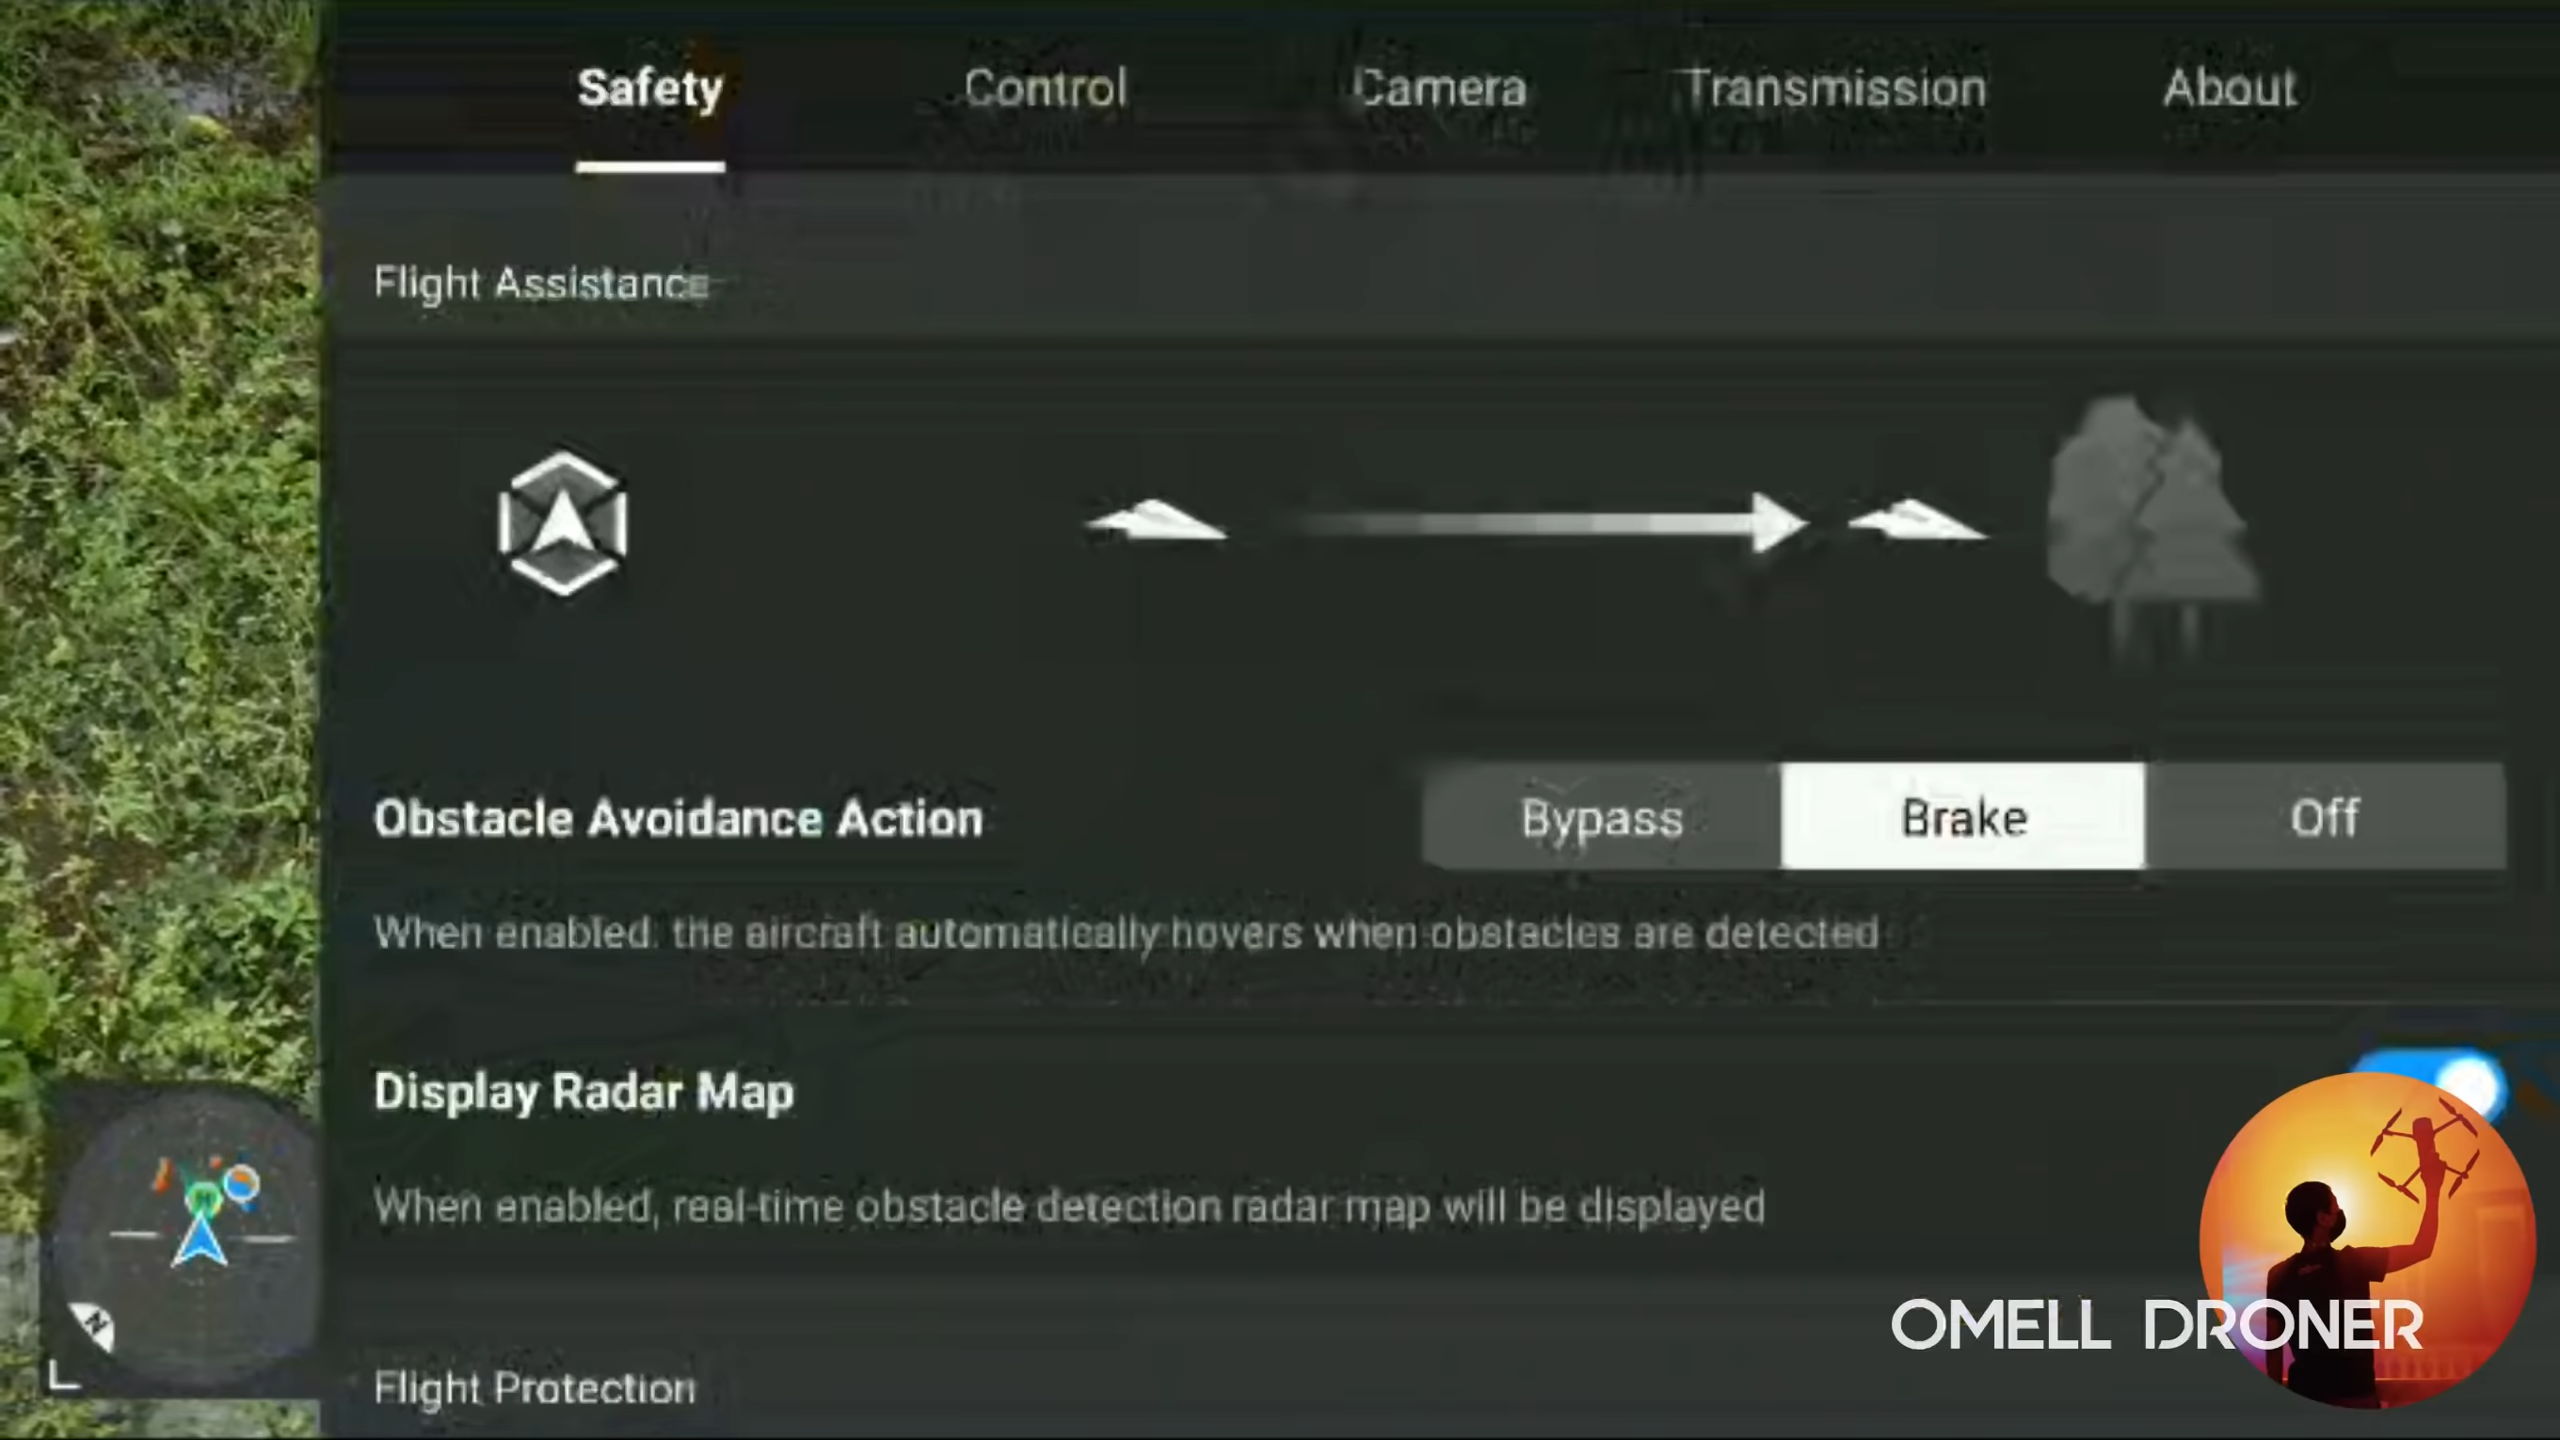 Safety Control Camera Transmission About
Flight Assistance
Obstacle Avoidance Action Bypass Brake Off
When enabled. the aircraft automatically hovers when obstacles are detected
Display Radar Map
When enabled, real-time obstacle detection radar map will be displayed
N
OMELL DRONER
Flight Protection